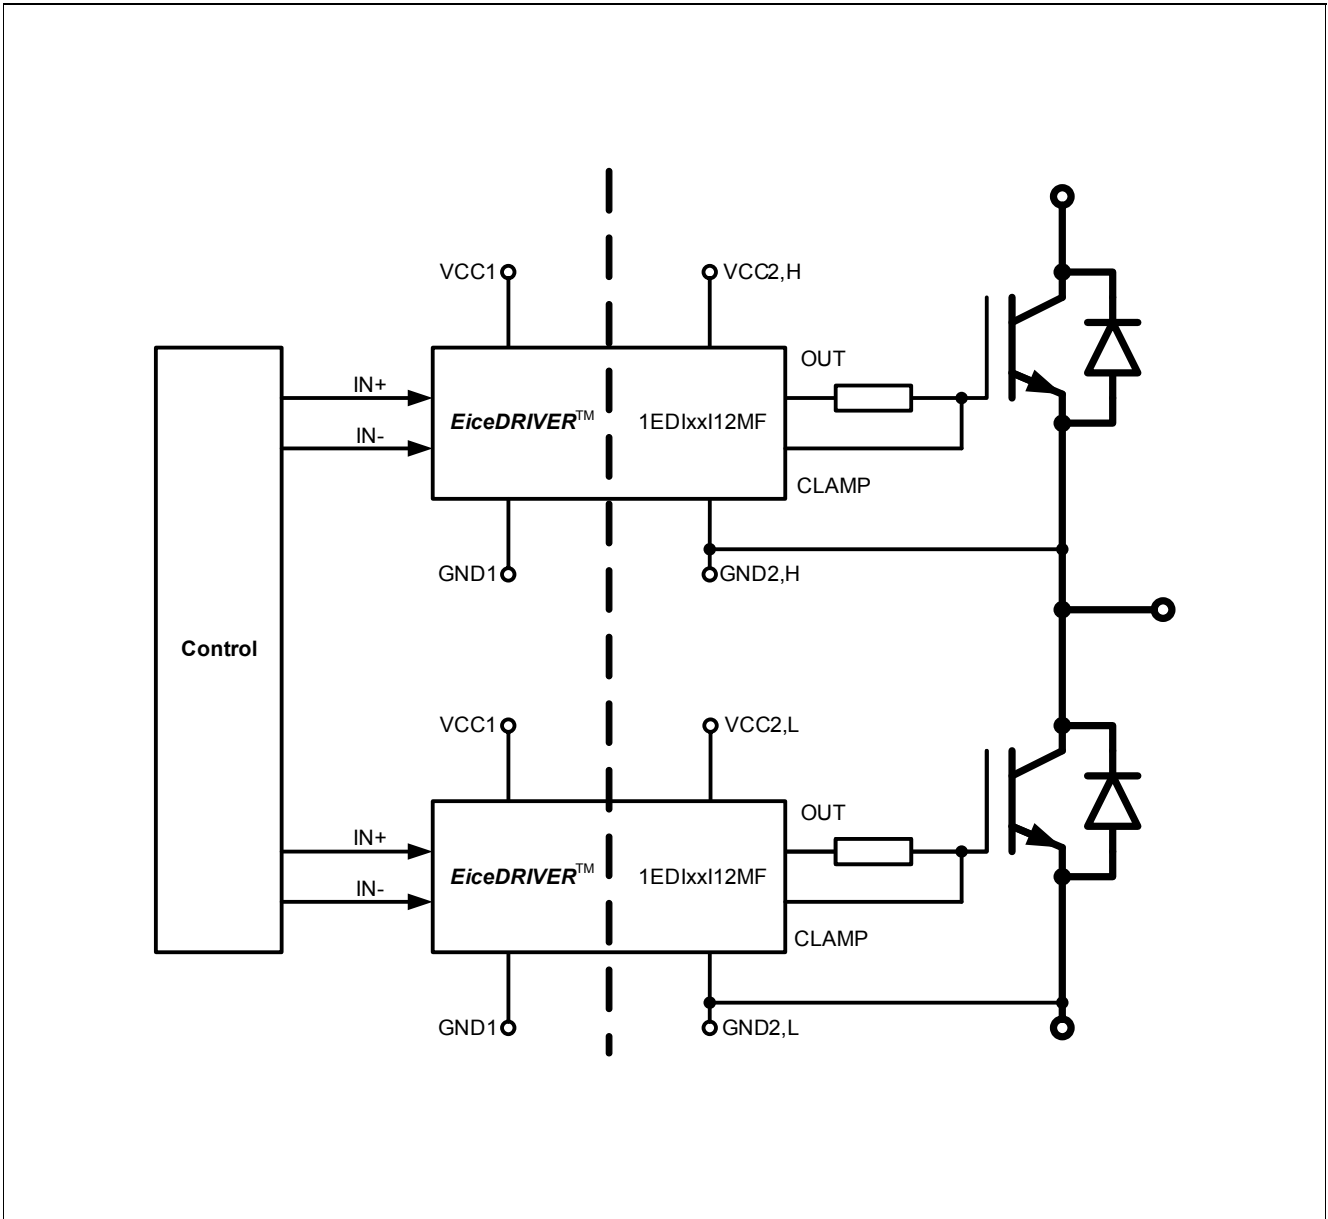 VCC1
VCC2,H
OUT
IN+
IN-
EiceDRIVER™
1EDIxxI12MF
CLAMP
GND1
GND2,H
Control
VCC1
VCC2,L
OUT
IN+
IN-
EiceDRIVER™
1EDIxxI12MF
CLAMP
GND1
GND2,L